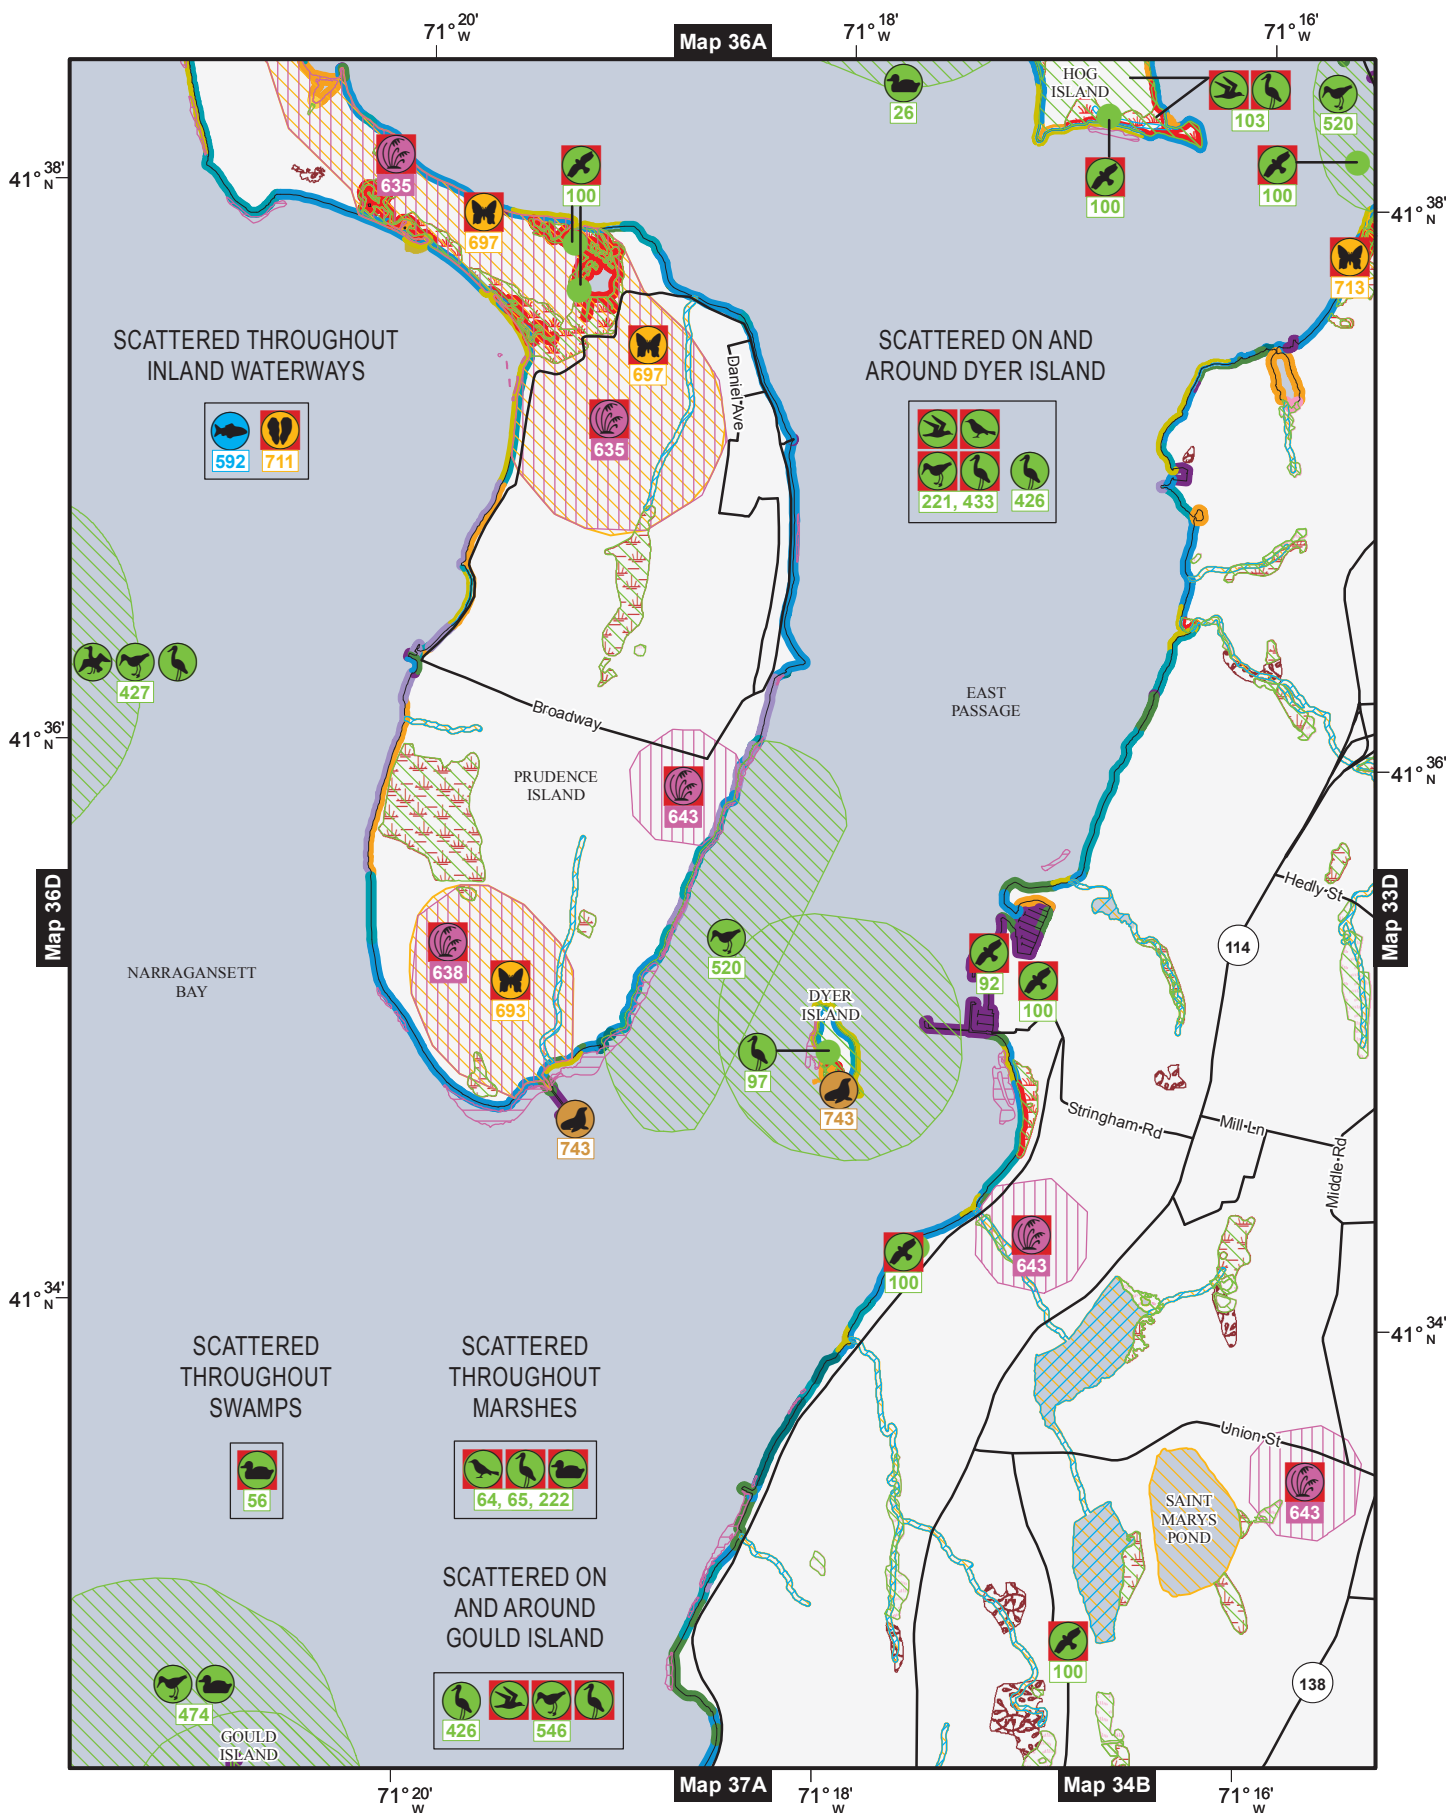 71° 20' W
Map 36A
71° 18' W
71° 16' W
HOG
ISLAND
26
103
520
41° 38' N
635
100
100
100
41° 38' N
697
713
SCATTERED THROUGHOUT
INLAND WATERWAYS
592
711
697
635
Daniel Ave
SCATTERED ON AND
AROUND DYER ISLAND
221, 433
426
427
Broadway
EAST
PASSAGE
41° 36' N
41° 36' N
PRUDENCE
ISLAND
643
Map 36D
Hedly St
Map 33D
114
638
520
92
100
NARRAGANSETT
BAY
693
DYER
ISLAND
97
743
743
Stringham Rd
Mill Ln
Middle Rd
643
100
41° 34' N
41° 34' N
SCATTERED
THROUGHOUT
SWAMPS
56
SCATTERED
THROUGHOUT
MARSHES
64, 65, 222
Union St
643
SAINT
MARYS
POND
SCATTERED ON
AND AROUND
GOULD ISLAND
426
546
100
474
GOULD
ISLAND
138
71° 20' W
Map 37A
71° 18' W
Map 34B
71° 16' W